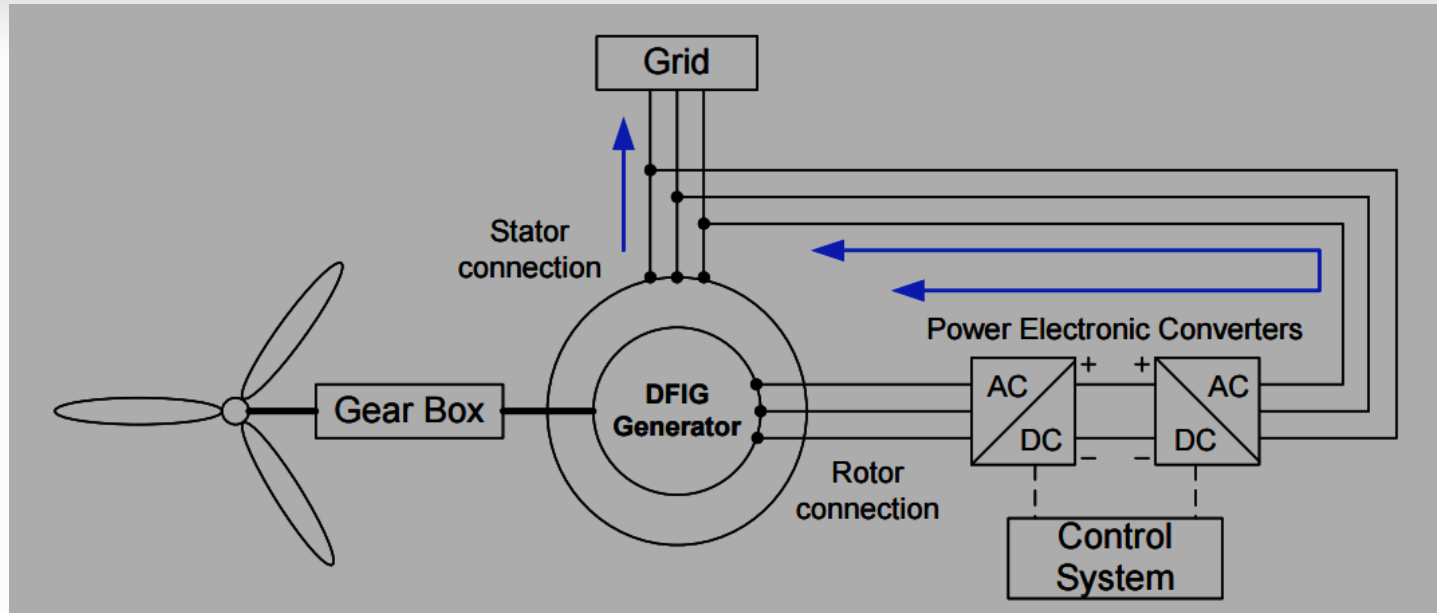 Grid
Stator
connection
Power Electronic Converters
Gear Box
DFIG
Generator
AC
DC
+
-
+
-
AC
DC
Rotor
connection
Control
System